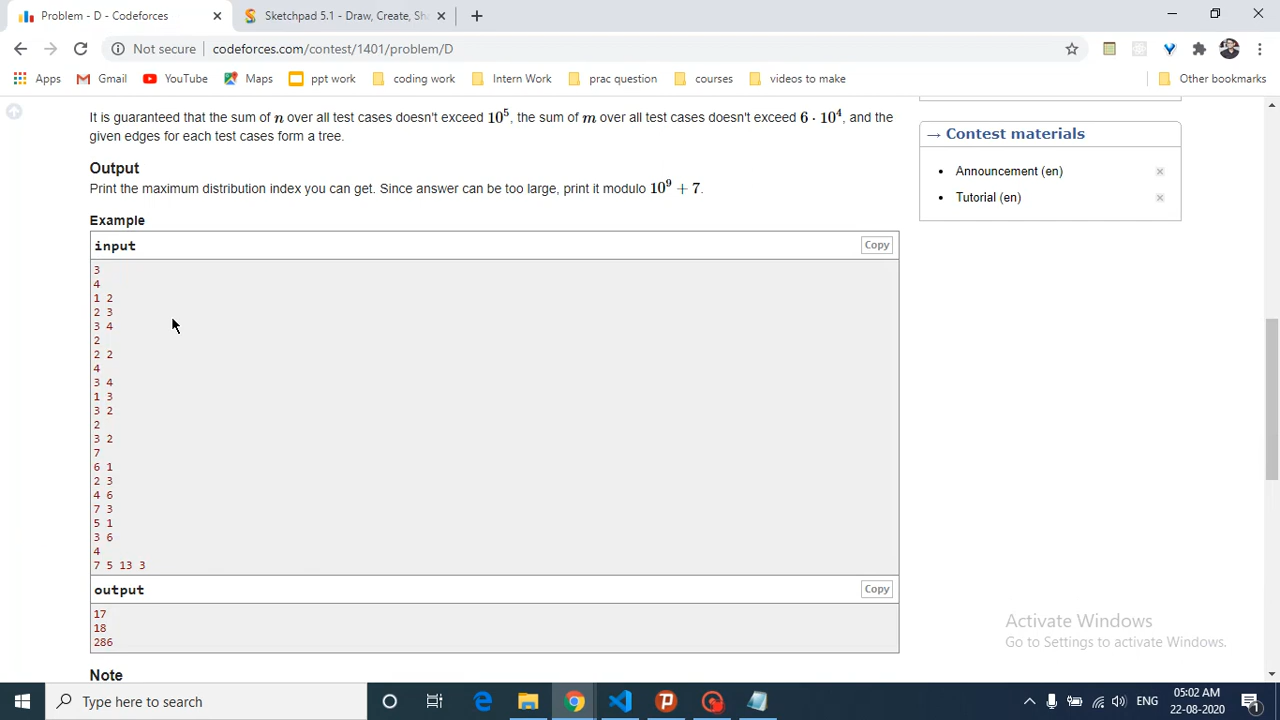 Problem - D - Codeforces
Sketchpad 5.1 - Draw, Create, Sha
Not secure
codeforces.com/contest/1401/problem/D
Apps
Gmail
YouTube
Maps
ppt work
coding work
Intern Work
prac question
courses
videos to make
Other bookmarks
It is guaranteed that the sum of n over all test cases doesn't exceed 10^5, the sum of m over all test cases doesn't exceed 6 · 10^4, and the
given edges for each test cases form a tree.
Output
Print the maximum distribution index you can get. Since answer can be too large, print it modulo 10^9 + 7.
Example
input
Copy
3
4
1 2
2 3
3 4
2
2 2
4
3 4
1 3
3 2
2
3 2
7
6 1
2 3
4 6
7 3
5 1
3 6
4
7 5 13 3
output
Copy
17
18
286
Note
→ Contest materials
Announcement (en)
Tutorial (en)
Activate Windows
Go to Settings to activate Windows.
Type here to search
ENG
05:02 AM
22-08-2020
1